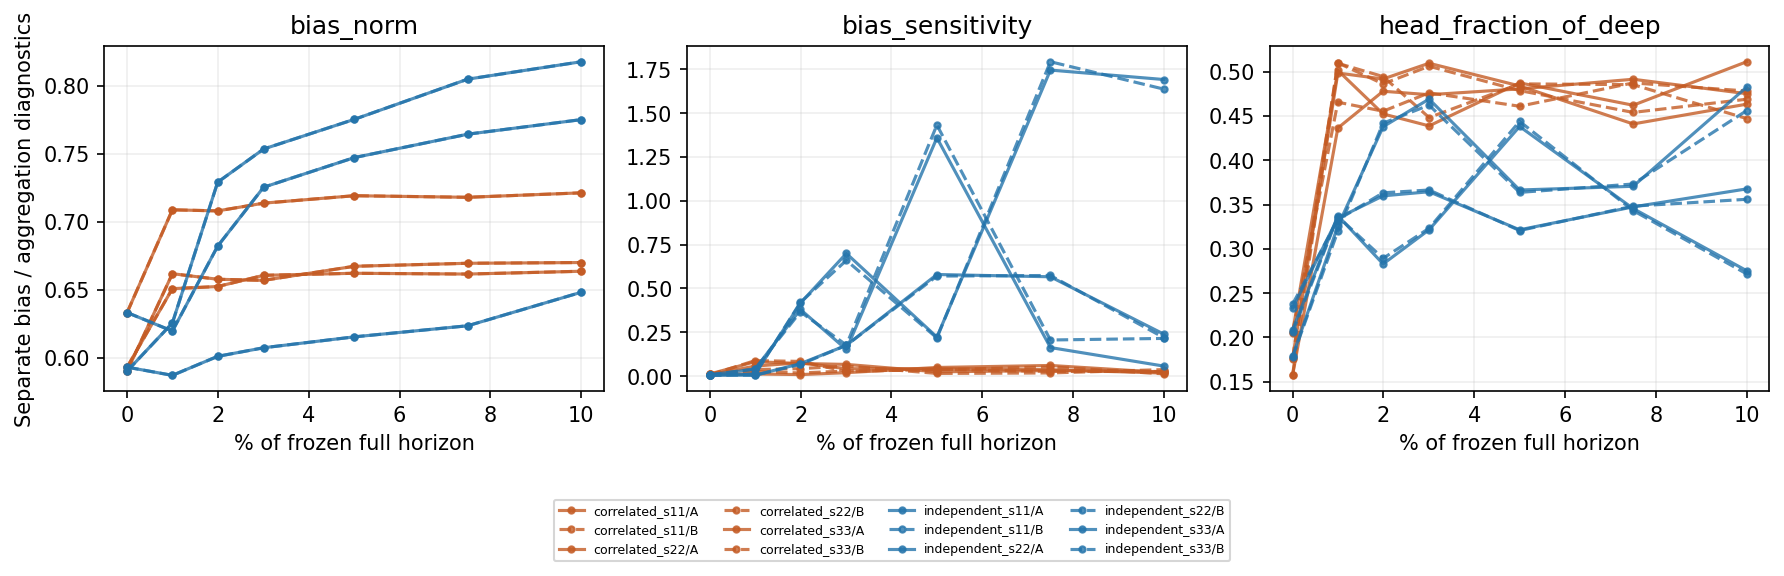 bias_norm
bias_sensitivity
head_fraction_of_deep
Separate bias / aggregation diagnostics
0.80
0.75
0.70
0.65
0.60
0 2 4 6 8 10
% of frozen full horizon
1.75
1.50
1.25
1.00
0.75
0.50
0.25
0.00
0 2 4 6 8 10
% of frozen full horizon
0.50
0.45
0.40
0.35
0.30
0.25
0.20
0.15
0 2 4 6 8 10
% of frozen full horizon
correlated_s11/A correlated_s22/B independent_s11/A independent_s22/B
correlated_s11/B correlated_s33/A independent_s11/B independent_s33/A
correlated_s22/A correlated_s33/B independent_s22/A independent_s33/B